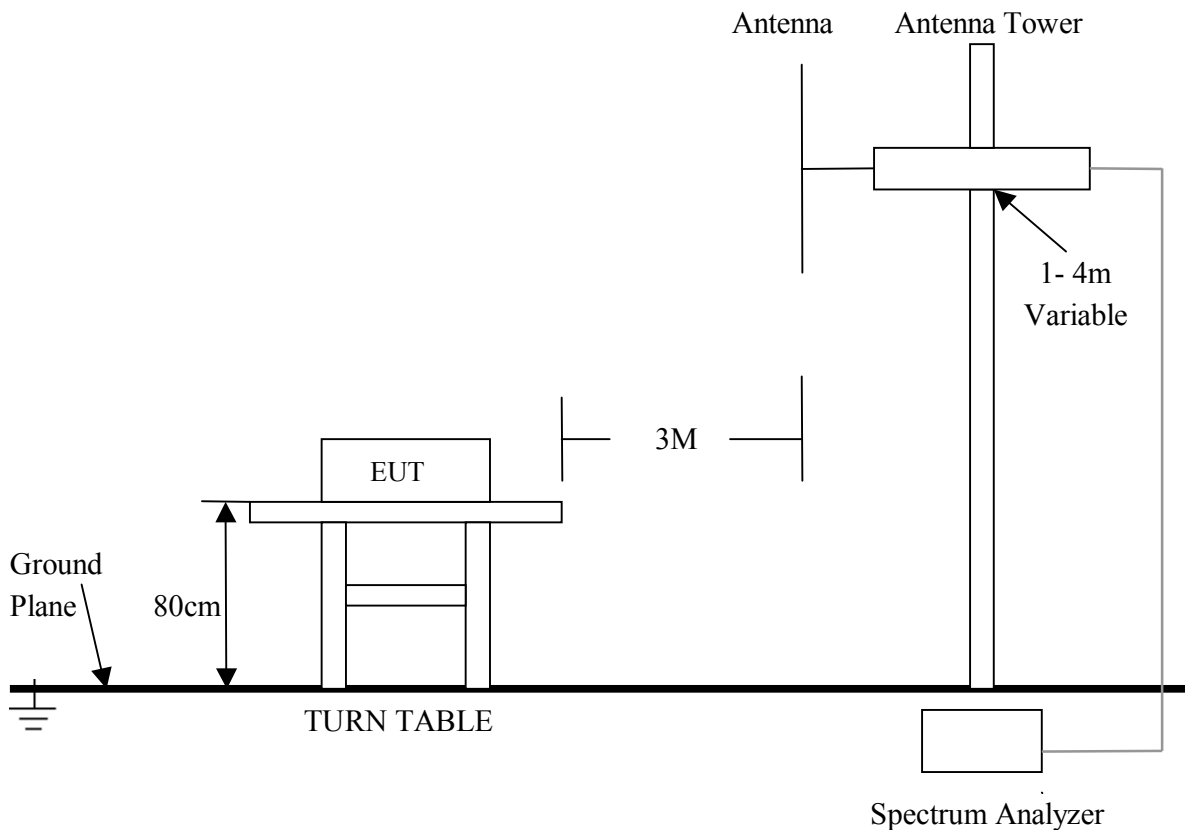 Antenna
Antenna Tower
1- 4m
Variable
3M
EUT
Ground
Plane
80cm
TURN TABLE
Spectrum Analyzer